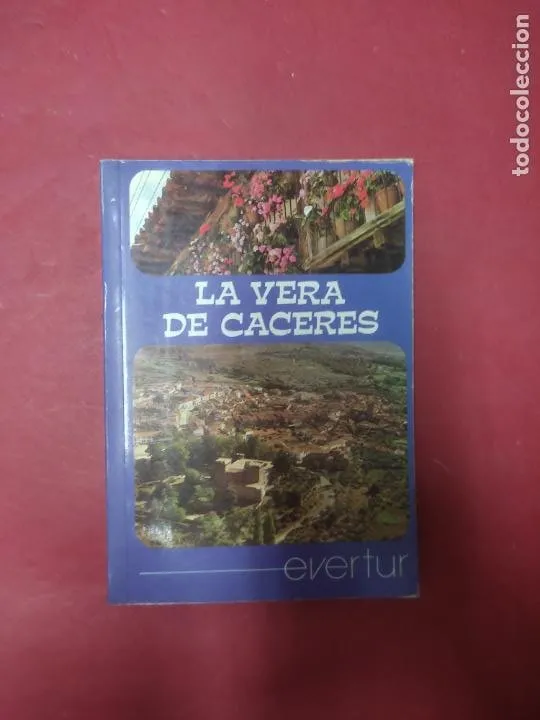 LA VERA
DE CACERES
evertur
todocoleccion